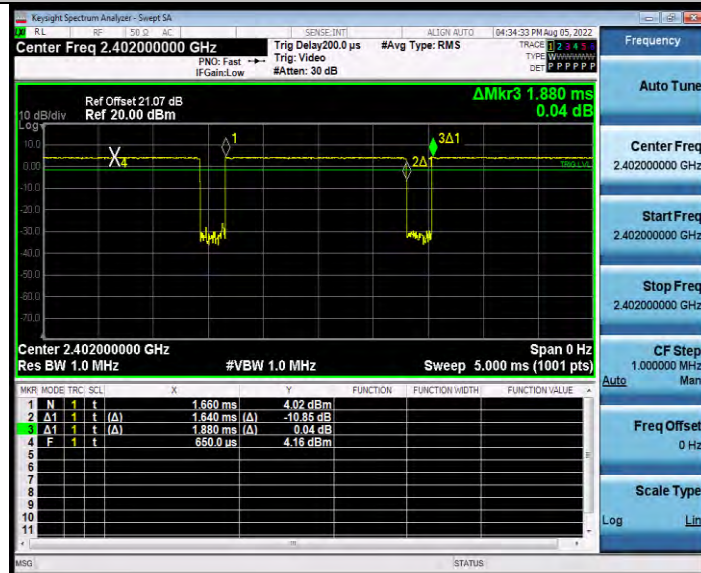 Keysight Spectrum Analyzer - Swept SA
LXI RL RF 50 Ω AC SENSE:INT ALIGN AUTO 04:34:33 PM Aug 05, 2022
Center Freq 2.402000000 GHz
PNO: Fast
IFGain:Low
Trig Delay200.0 µs
Trig: Video
#Atten: 30 dB
#Avg Type: RMS
TRACE 1 2 3 4 5 6
TYPE WWWWWW
DET P P P P P P
ΔMkr3 1.880 ms
0.04 dB
10 dB/div
Log
Ref Offset 21.07 dB
Ref 20.00 dBm
10.0
0.00
-10.0
-20.0
-30.0
-40.0
-50.0
-60.0
-70.0
4
1
2Δ1
3Δ1
TRIG LVL
Center 2.402000000 GHz Span 0 Hz
Res BW 1.0 MHz #VBW 1.0 MHz Sweep 5.000 ms (1001 pts)
MKR MODE TRC SCL X Y FUNCTION FUNCTION WIDTH FUNCTION VALUE
1 N 1 t 1.660 ms 4.02 dBm
2 Δ1 1 t (Δ) 1.640 ms (Δ) -10.85 dB
3 Δ1 1 t (Δ) 1.880 ms (Δ) 0.04 dB
4 F 1 t 650.0 µs 4.16 dBm
5
6
7
8
9
10
11
MSG STATUS
Frequency
Auto Tune
Center Freq
2.402000000 GHz
Start Freq
2.402000000 GHz
Stop Freq
2.402000000 GHz
CF Step
1.000000 MHz
Auto Man
Freq Offset
0 Hz
Scale Type
Log Lin